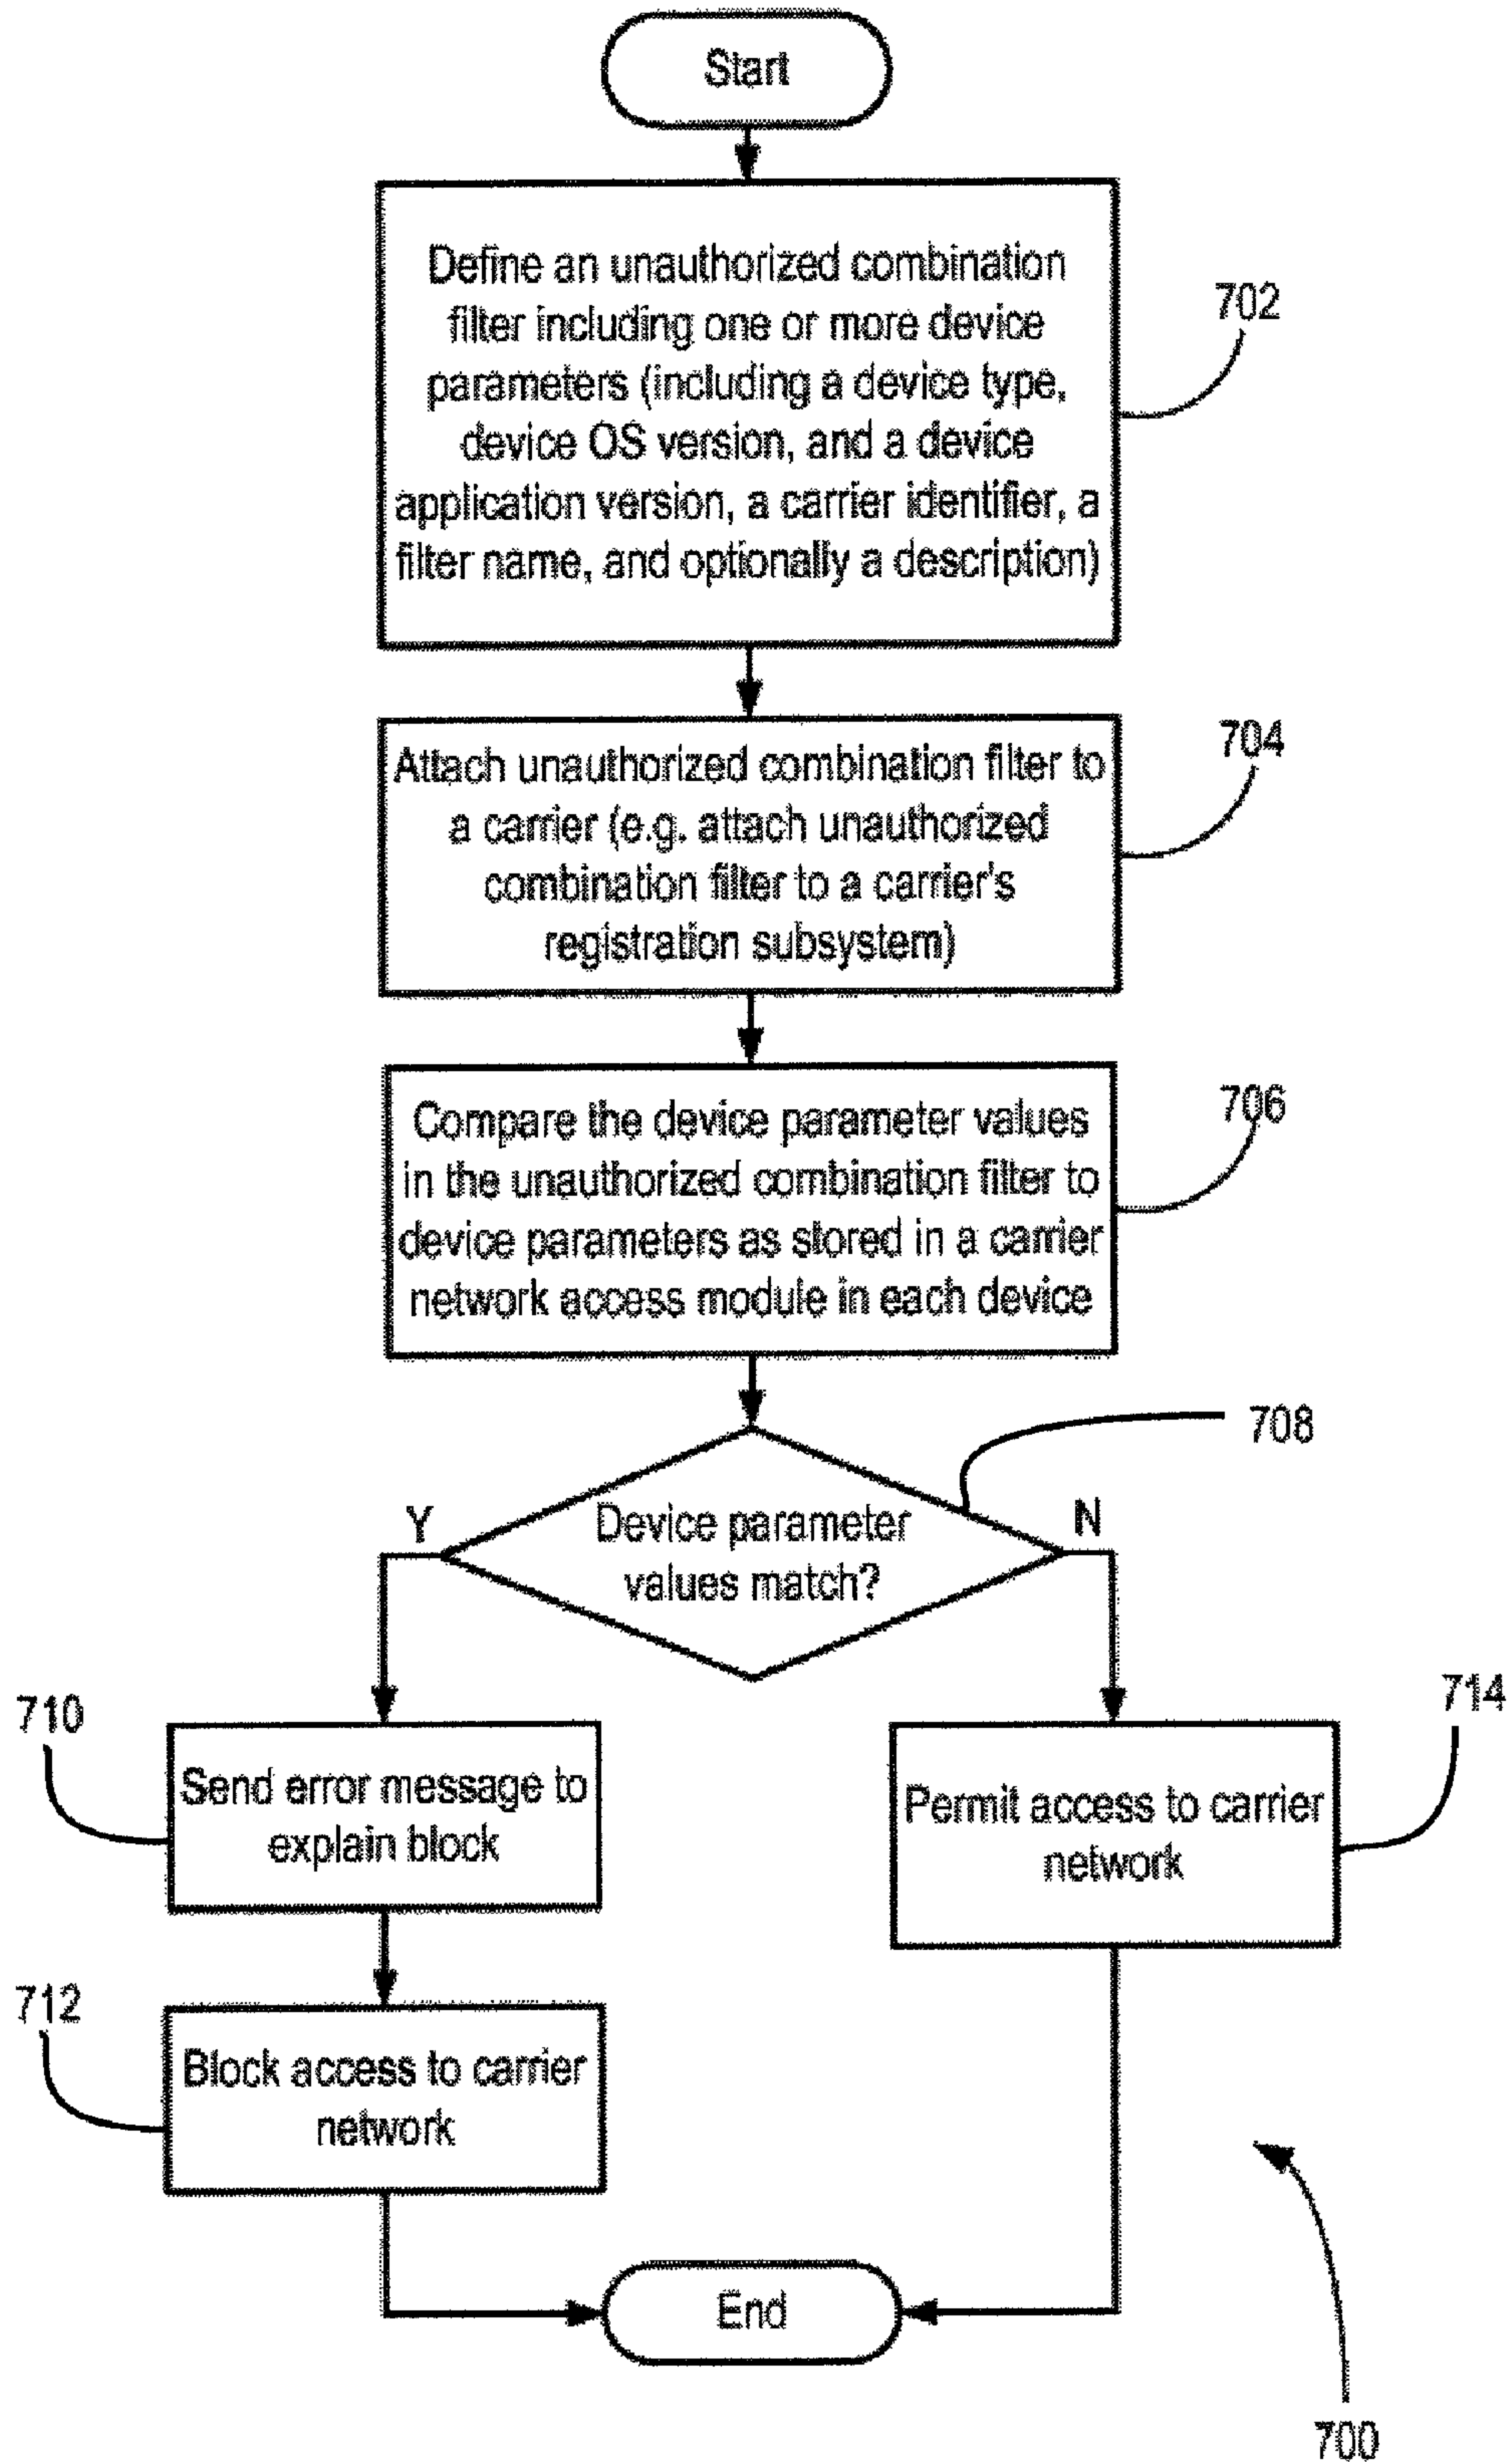 Start
Define an unauthorized combination
filter including one or more device
parameters (including a device type,
device OS version, and a device
application version, a carrier identifier, a
filter name, and optionally a description)
702
Attach unauthorized combination filter to
a carrier (e.g. attach unauthorized
combination filter to a carrier's
registration subsystem)
704
Compare the device parameter values
in the unauthorized combination filter to
device parameters as stored in a carrier
network access module in each device
706
708
Y
Device parameter
values match?
N
710
Send error message to
explain block
714
Permit access to carrier
network
712
Block access to carrier
network
End
700